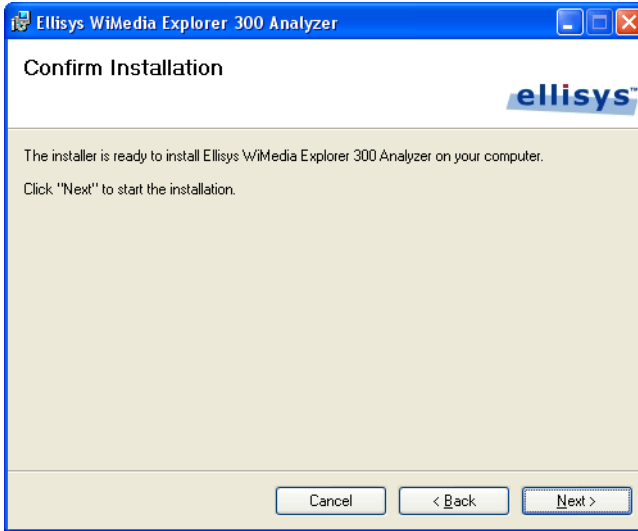 Ellisys WiMedia Explorer 300 Analyzer
Confirm Installation
ellisys™
The installer is ready to install Ellisys WiMedia Explorer 300 Analyzer on your computer.
Click "Next" to start the installation.
Cancel
< Back
Next >